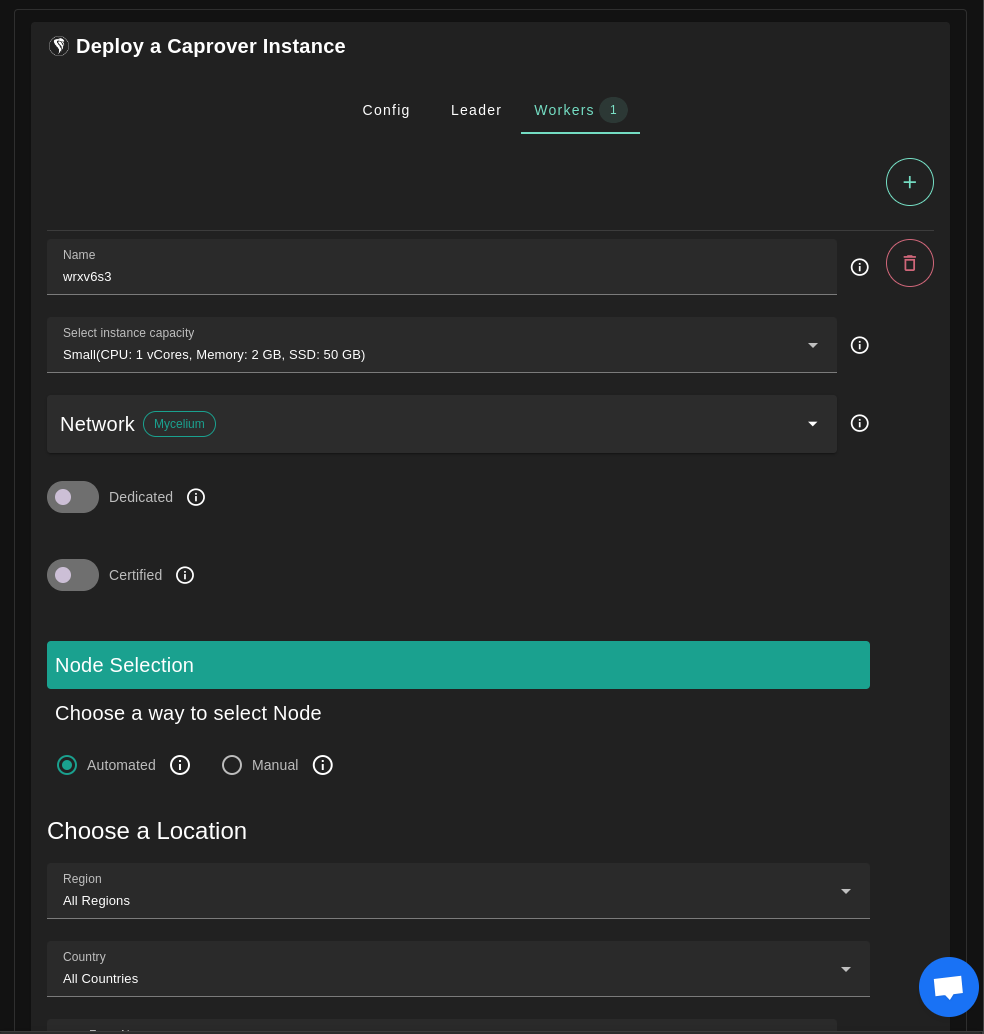 Deploy a Caprover Instance
Config
Leader
Workers 1
+
Name
wrxv6s3
Select instance capacity
Small(CPU: 1 vCores, Memory: 2 GB, SSD: 50 GB)
Network Mycelium
Dedicated
Certified
Node Selection
Choose a way to select Node
Automated
Manual
Choose a Location
Region
All Regions
Country
All Countries